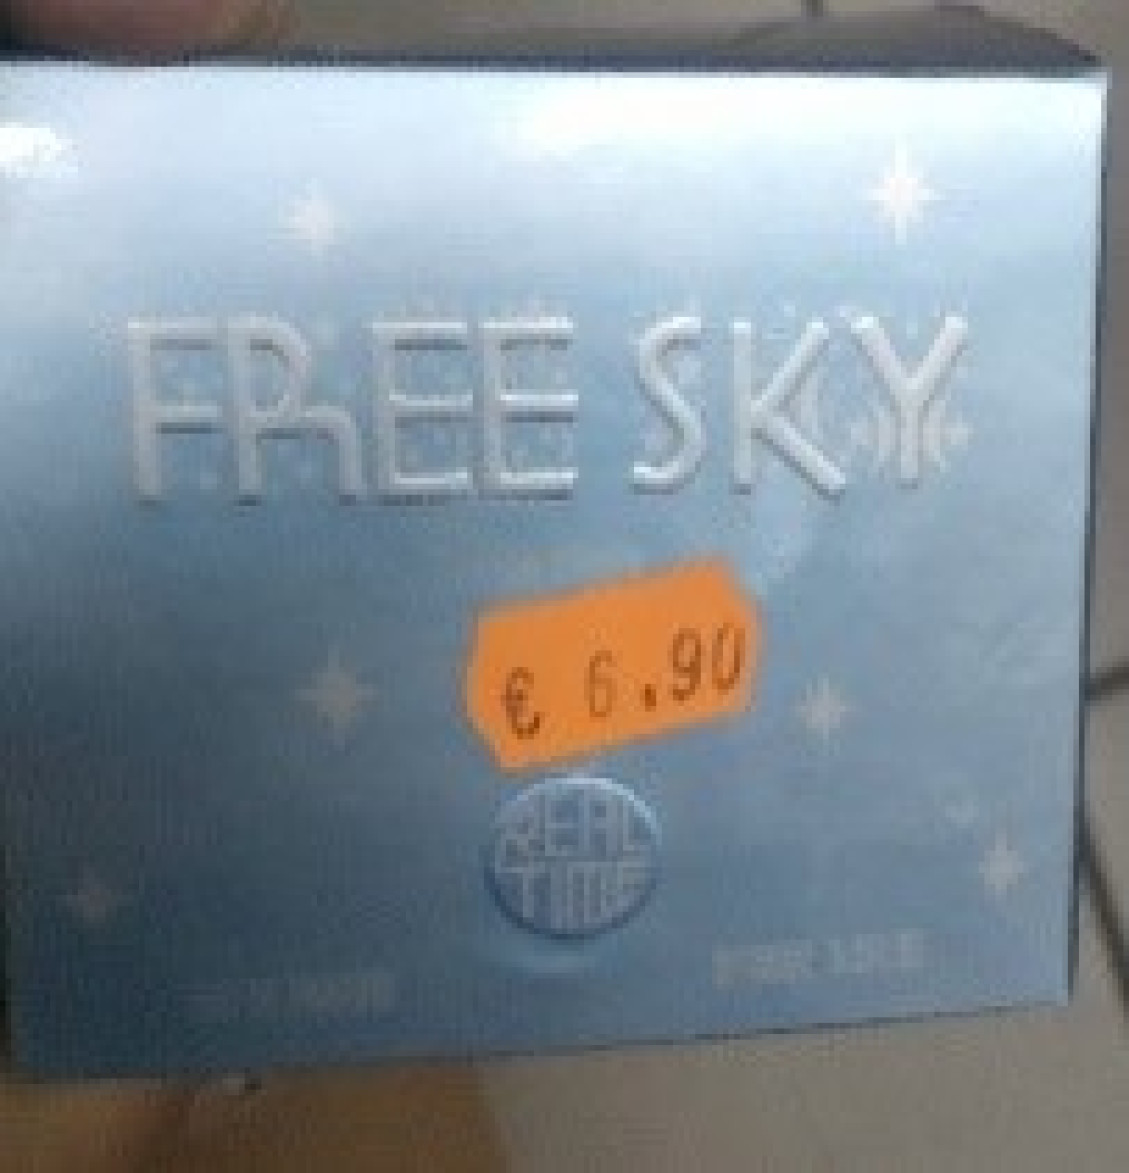 FREE SKY
€ 6.90
REAL
TIME